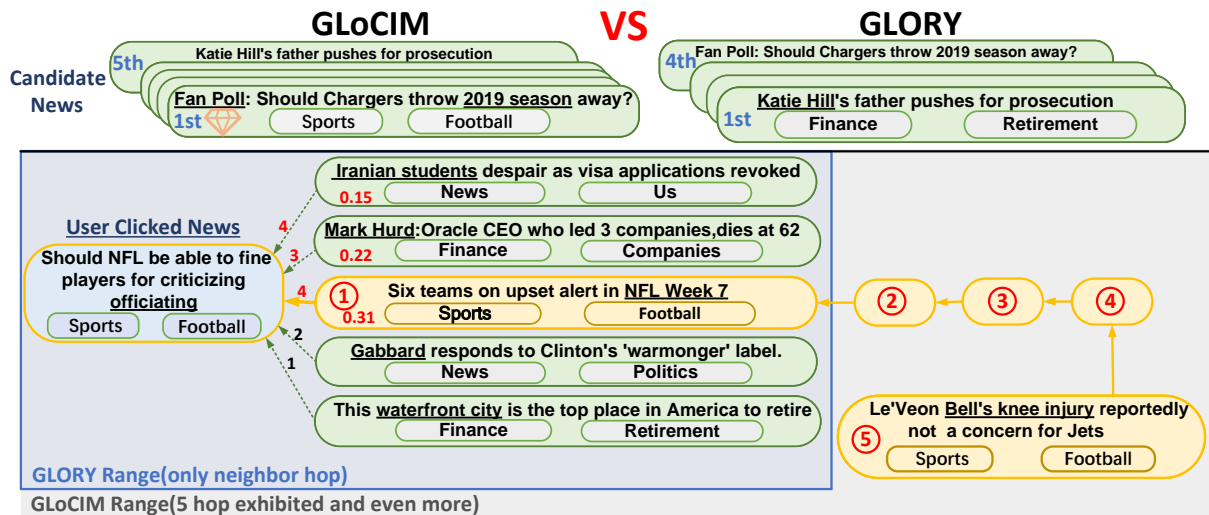 GLoCIM VS GLORY
Candidate
News
5th
Katie Hill's father pushes for prosecution
Fan Poll: Should Chargers throw 2019 season away?
1st
Sports
Football
4th
Fan Poll: Should Chargers throw 2019 season away?
Katie Hill's father pushes for prosecution
1st
Finance
Retirement
User Clicked News
Should NFL be able to fine
players for criticizing
officiating
Sports
Football
4
3
4
2
1
Iranian students despair as visa applications revoked
0.15
News
Us
Mark Hurd:Oracle CEO who led 3 companies,dies at 62
0.22
Finance
Companies
1
Six teams on upset alert in NFL Week 7
0.31
Sports
Football
Gabbard responds to Clinton's 'warmonger' label.
News
Politics
This waterfront city is the top place in America to retire
Finance
Retirement
2
3
4
Le'Veon Bell's knee injury reportedly
not a concern for Jets
5
Sports
Football
GLORY Range(only neighbor hop)
GLoCIM Range(5 hop exhibited and even more)